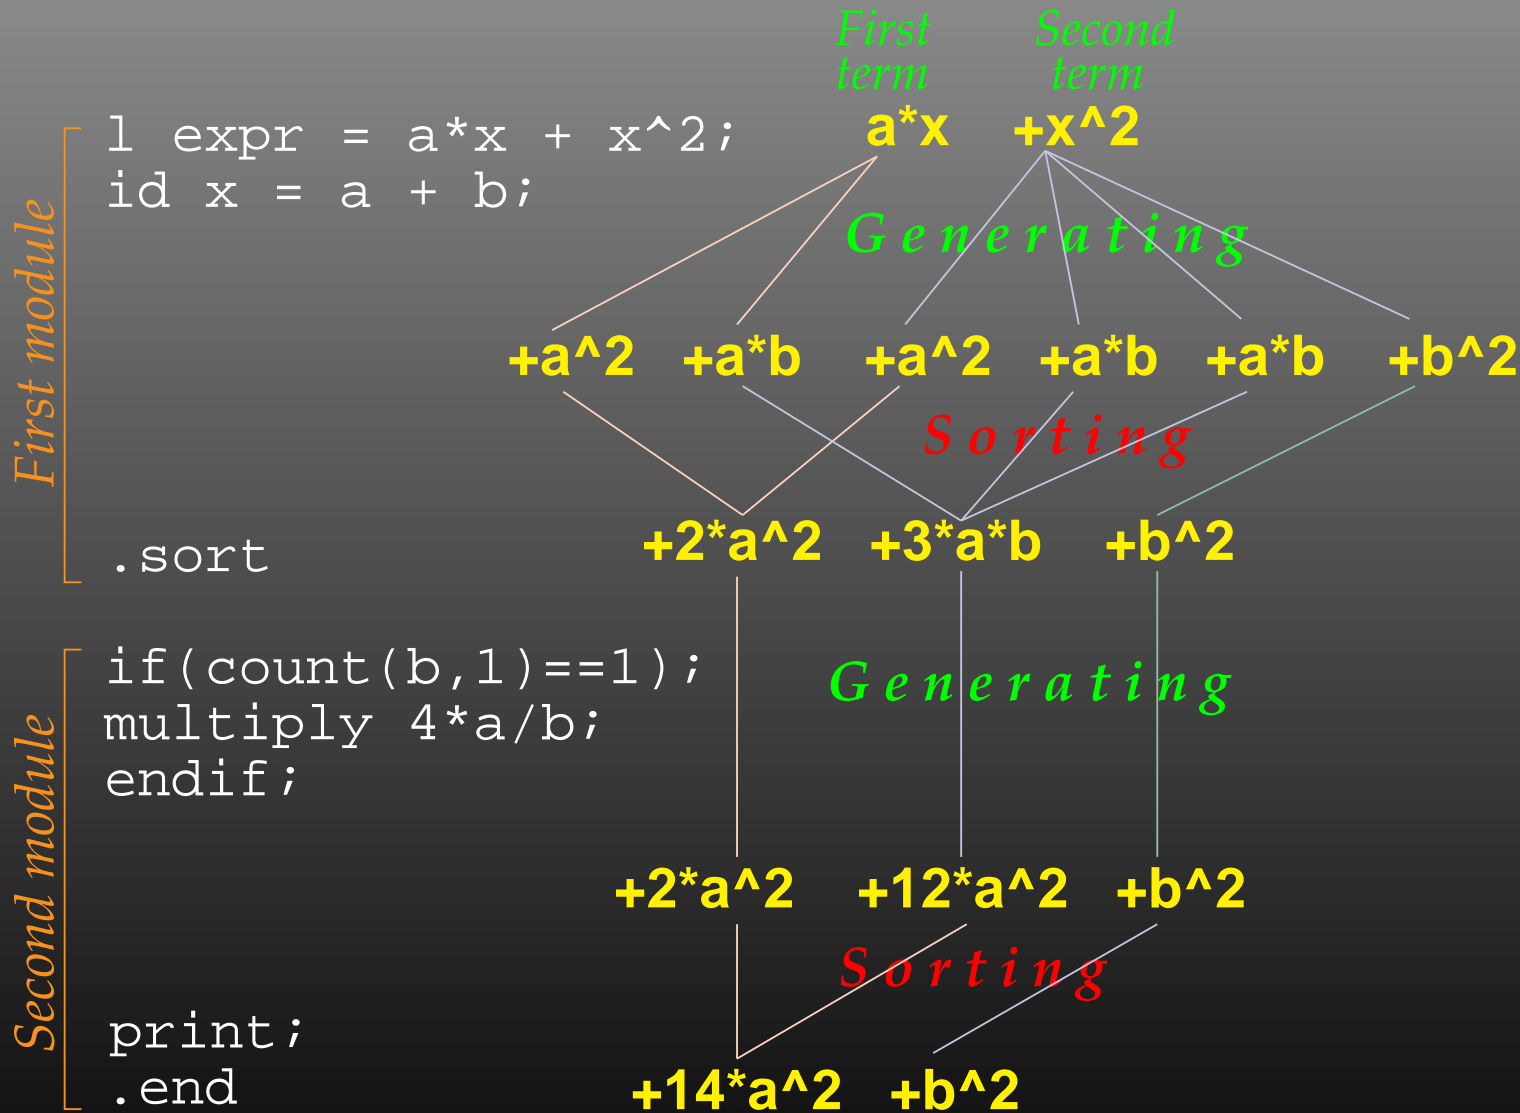 First Second
term term
l expr = a*x + x^2; a*x +x^2
id x = a + b;
First module
Generating
+a^2 +a*b +a^2 +a*b +a*b +b^2
Sorting
.sort +2*a^2 +3*a*b +b^2
Second module
if(count(b,1)==1);
Generating
multiply 4*a/b;
endif;
+2*a^2 +12*a^2 +b^2
Sorting
print;
.end +14*a^2 +b^2